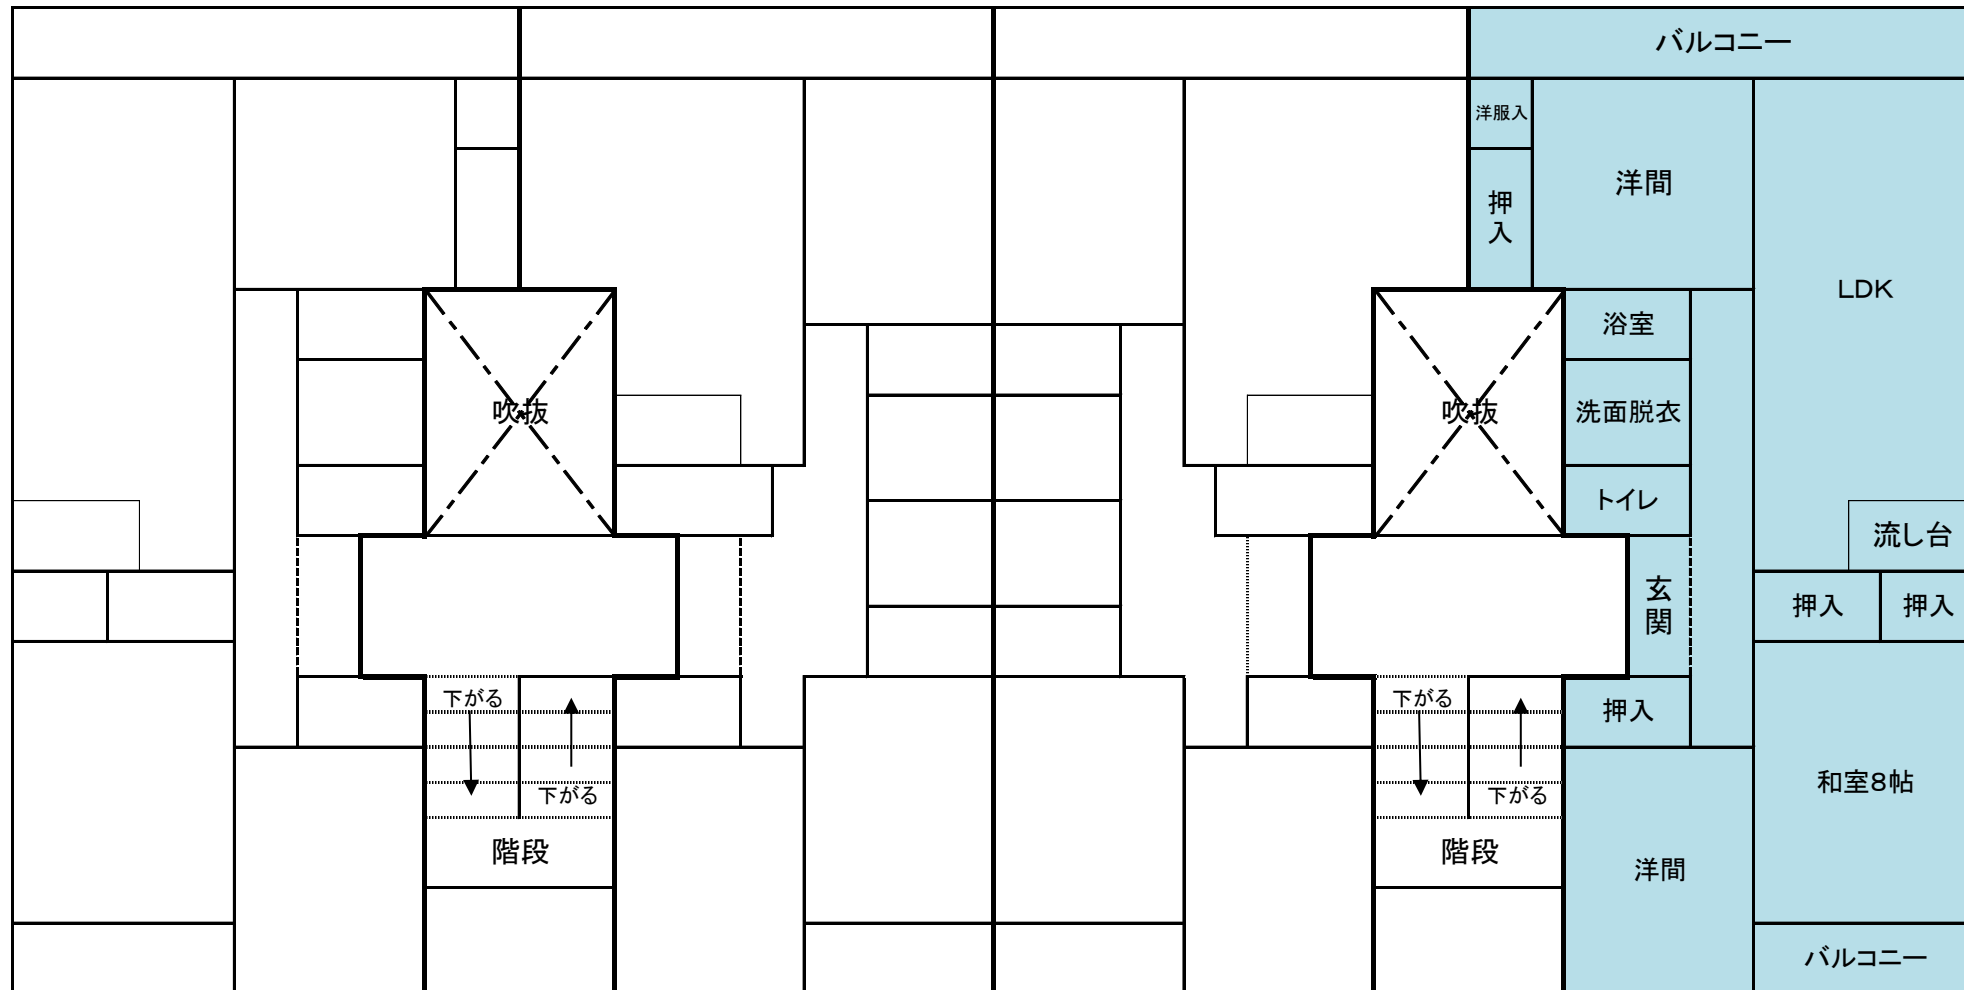 バルコニー
洋服入
洋間
押入
LDK
浴室
吹抜
吹抜
洗面脱衣
トイレ
流し台
玄関
押入
押入
下がる
下がる
押入
和室8帖
下がる
下がる
階段
階段
洋間
バルコニー